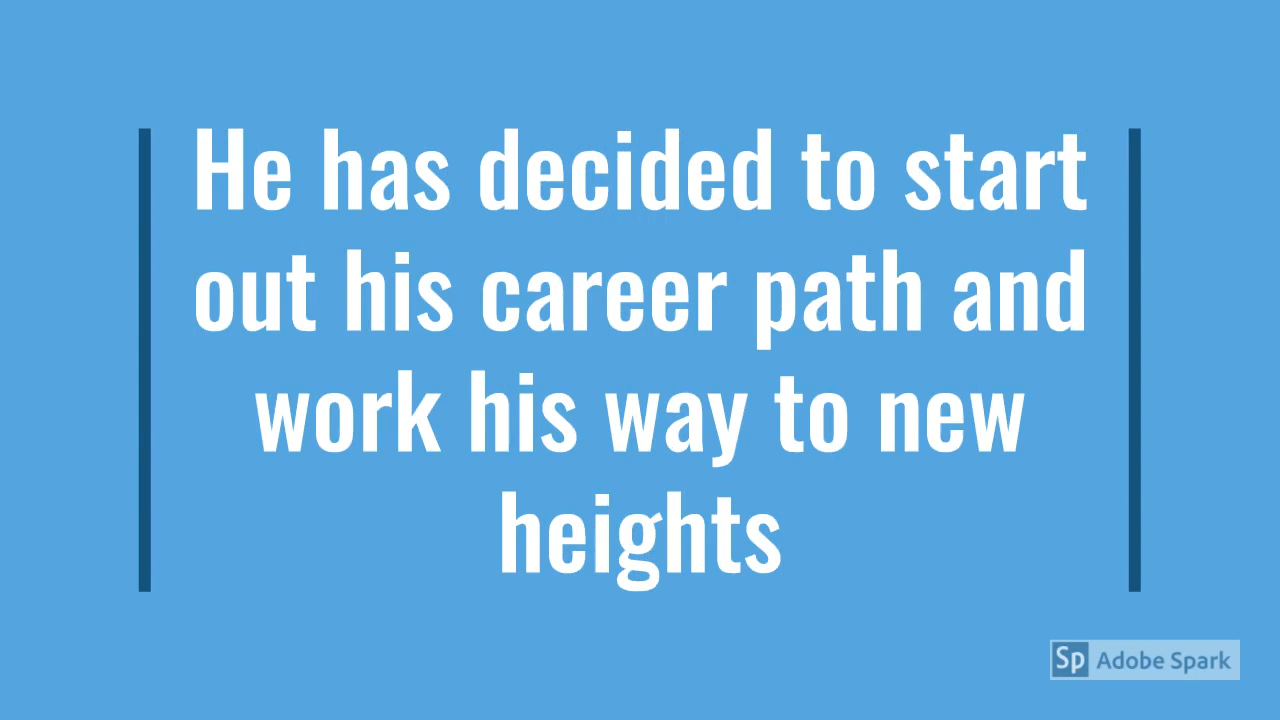 He has decided to start
out his career path and
work his way to new
heights
Sp Adobe Spark